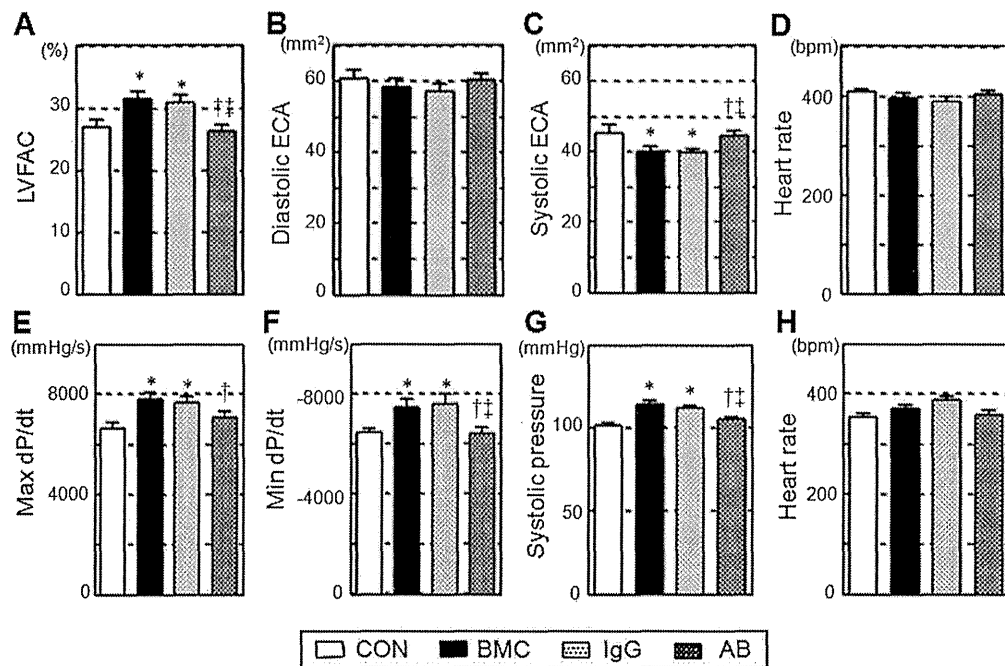 A
(%)
LVFAC
30
20
10
0
*
*
†‡
B
(mm²)
Diastolic ECA
60
40
20
0
C
(mm²)
Systolic ECA
60
40
20
0
*
*
†‡
D
(bpm)
Heart rate
400
200
0
E
(mmHg/s)
Max dP/dt
8000
4000
0
*
*
†
F
(mmHg/s)
Min dP/dt
-8000
-4000
0
*
*
†‡
G
(mmHg)
Systolic pressure
100
50
0
*
*
†‡
H
(bpm)
Heart rate
400
200
0
CON BMC IgG AB